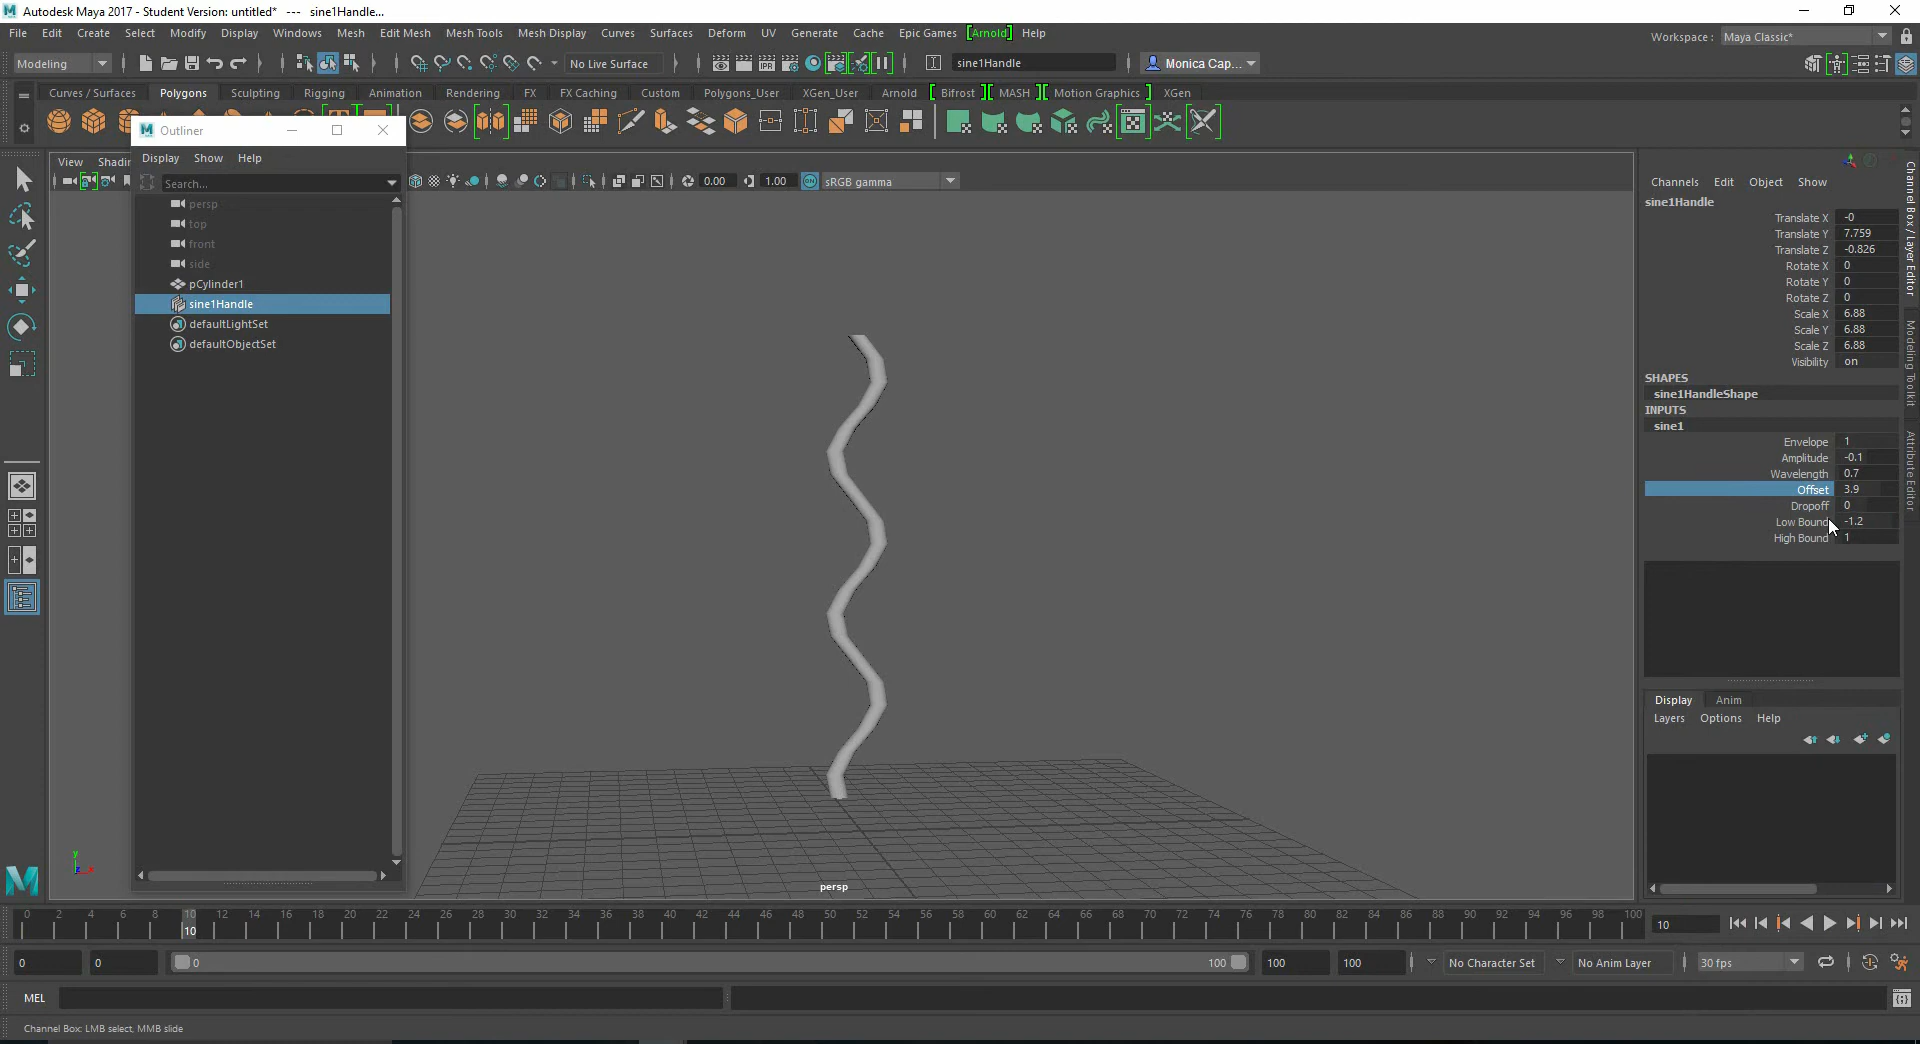 Autodesk Maya 2017 - Student Version: untitled* --- sine1Handle...
File Edit Create Select Modify Display Windows Mesh Edit Mesh Mesh Tools Mesh Display Curves Surfaces Deform UV Generate Cache Epic Games [Arnold] Help
Workspace : Maya Classic*
Modeling No Live Surface sine1Handle Monica Cap...
Curves / Surfaces Polygons Sculpting Rigging Animation Rendering FX FX Caching Custom Polygons_User XGen_User Arnold Bifrost MASH Motion Graphics XGen
Outliner
Display Show Help
Search...
persp
top
front
side
pCylinder1
sine1Handle
defaultLightSet
defaultObjectSet
View
0.00 1.00 ON sRGB gamma
persp
y
Channels Edit Object Show
sine1Handle
Translate X -0
Translate Y 7.759
Translate Z -0.826
Rotate X 0
Rotate Y 0
Rotate Z 0
Scale X 6.88
Scale Y 6.88
Scale Z 6.88
Visibility on
SHAPES
sine1HandleShape
INPUTS
sine1
Envelope 1
Amplitude -0.1
Wavelength 0.7
Offset 3.9
Dropoff 0
Low Bound -1.2
High Bound 1
Channel Box / Layer Editor
Modeling Toolkit
Attribute Editor
Display Anim
Layers Options Help
0 2 4 6 8 10 12 14 16 18 20 22 24 26 28 30 32 34 36 38 40 42 44 46 48 50 52 54 56 58 60 62 64 66 68 70 72 74 76 78 80 82 84 86 88 90 92 94 96 98 100
10
10
0 0 0 100 100 100 No Character Set No Anim Layer 30 fps
MEL
Channel Box: LMB select, MMB slide